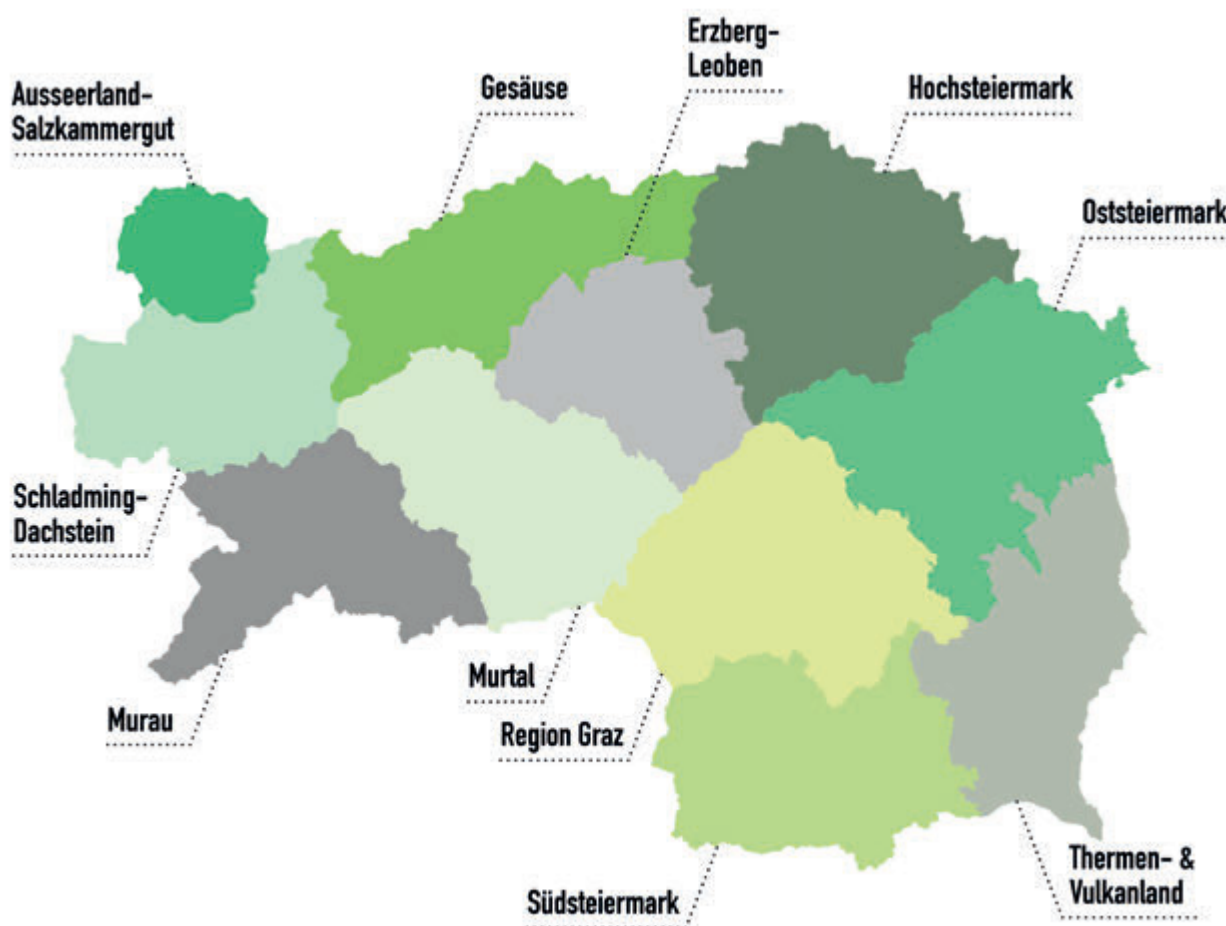 Erzberg-
Leoben
Ausseerland-
Salzkammergut
Gesäuse
Hochsteiermark
Oststeiermark
Schladming-
Dachstein
Murau
Murtal
Region Graz
Südsteiermark
Thermen- &
Vulkanland